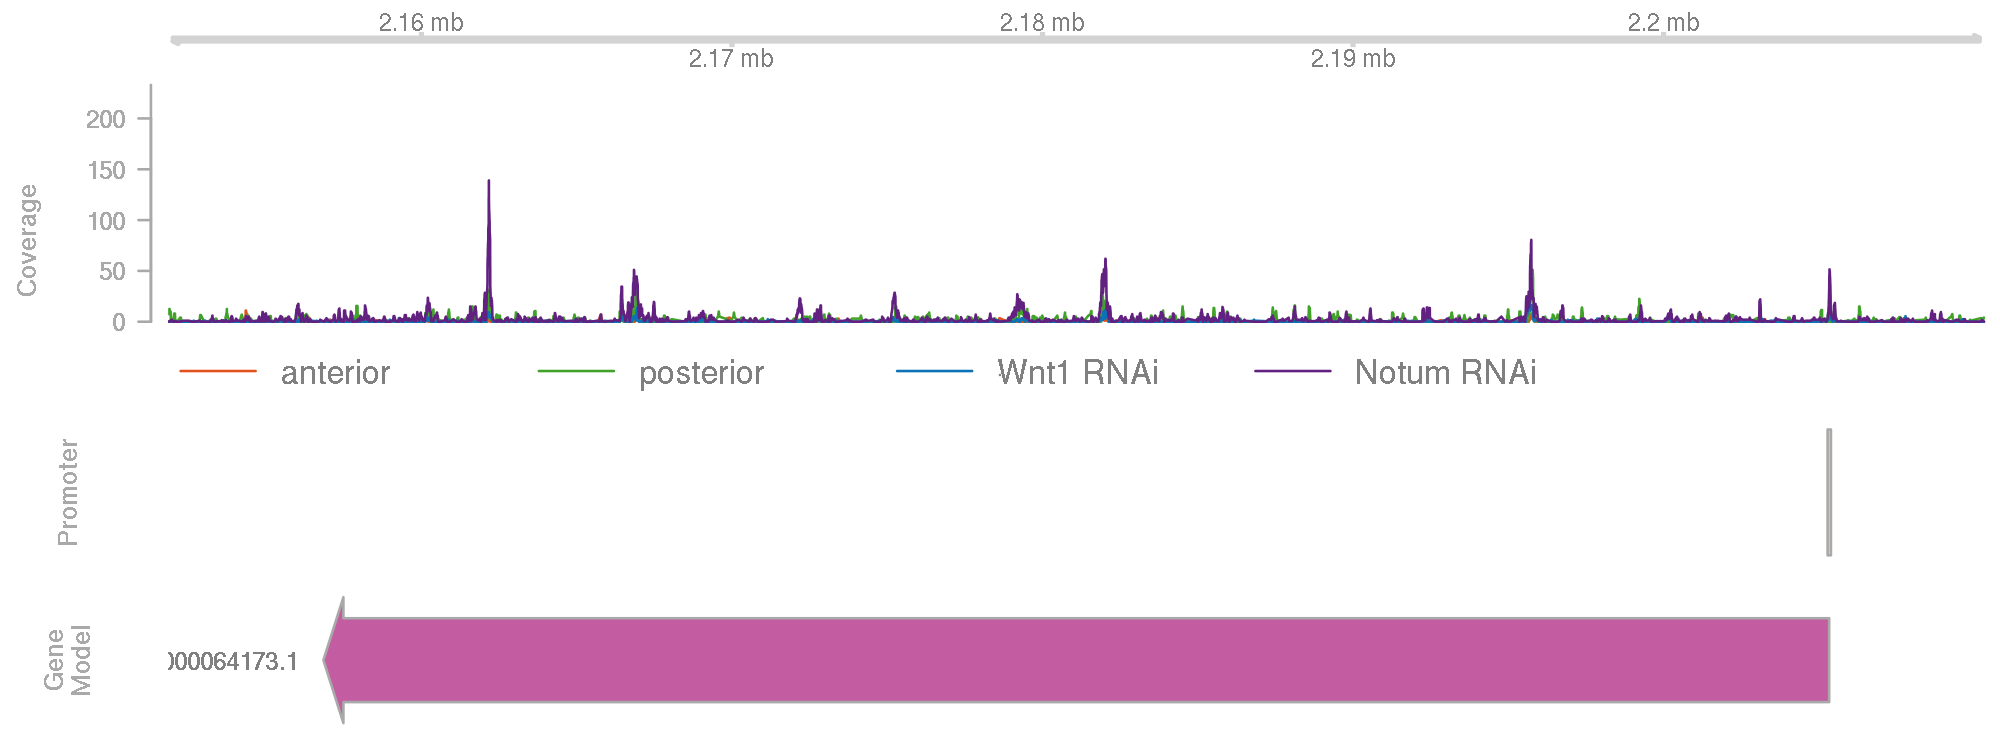 2.16 mb 2.18 mb 2.2 mb
2.17 mb 2.19 mb
Coverage
200
150
100
50
0
anterior posterior Wnt1 RNAi Notum RNAi
Promoter
Gene
Model
000064173.1